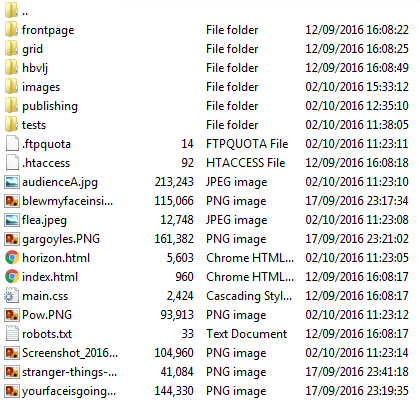 ..
frontpage File folder 12/09/2016 16:08:22
grid File folder 12/09/2016 16:08:25
hbvlj File folder 12/09/2016 16:08:49
images File folder 02/10/2016 15:33:12
publishing File folder 02/10/2016 12:35:10
tests File folder 02/10/2016 11:38:05
.ftpquota 14 FTPQUOTA File 02/10/2016 11:23:11
.htaccess 92 HTACCESS File 12/09/2016 16:08:18
audienceA.jpg 213,243 JPEG image 02/10/2016 11:23:10
blewmyfaceinsi... 115,066 PNG image 17/09/2016 23:17:34
flea.jpeg 12,748 JPEG image 02/10/2016 11:23:08
gargoyles.PNG 161,382 PNG image 17/09/2016 23:21:02
horizon.html 5,603 Chrome HTML... 02/10/2016 11:23:05
index.html 960 Chrome HTML... 12/09/2016 16:08:17
main.css 2,424 Cascading Styl... 12/09/2016 16:08:17
Pow.PNG 93,913 PNG image 02/10/2016 11:23:12
robots.txt 33 Text Document 12/09/2016 16:08:17
Screenshot_2016... 104,960 PNG image 02/10/2016 11:23:14
stranger-things-... 41,084 PNG image 17/09/2016 23:41:18
yourfaceisgoing... 144,330 PNG image 17/09/2016 23:19:35